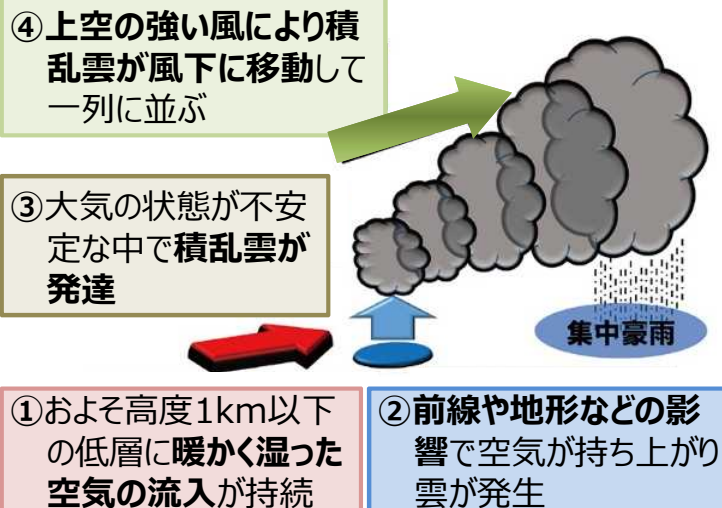 ④上空の強い風により積
乱雲が風下に移動して
一列に並ぶ
③大気の状態が不安
定な中で積乱雲が
発達
集中豪雨
①およそ高度1km以下
の低層に暖かく湿った
空気の流入が持続
②前線や地形などの影
響で空気が持ち上がり
雲が発生